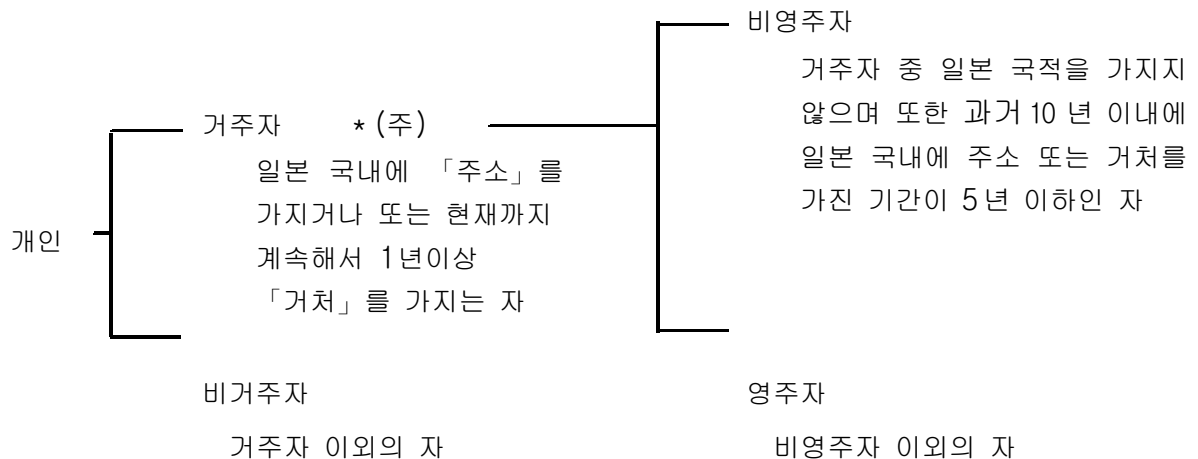 개인
거주자 *(주)
일본 국내에 「주소」를
가지거나 또는 현재까지
계속해서 1년이상
「거처」를 가지는 자
비거주자
거주자 이외의 자
비영주자
거주자 중 일본 국적을 가지지
않으며 또한 과거 10 년 이내에
일본 국내에 주소 또는 거처를
가진 기간이 5년 이하인 자
영주자
비영주자 이외의 자